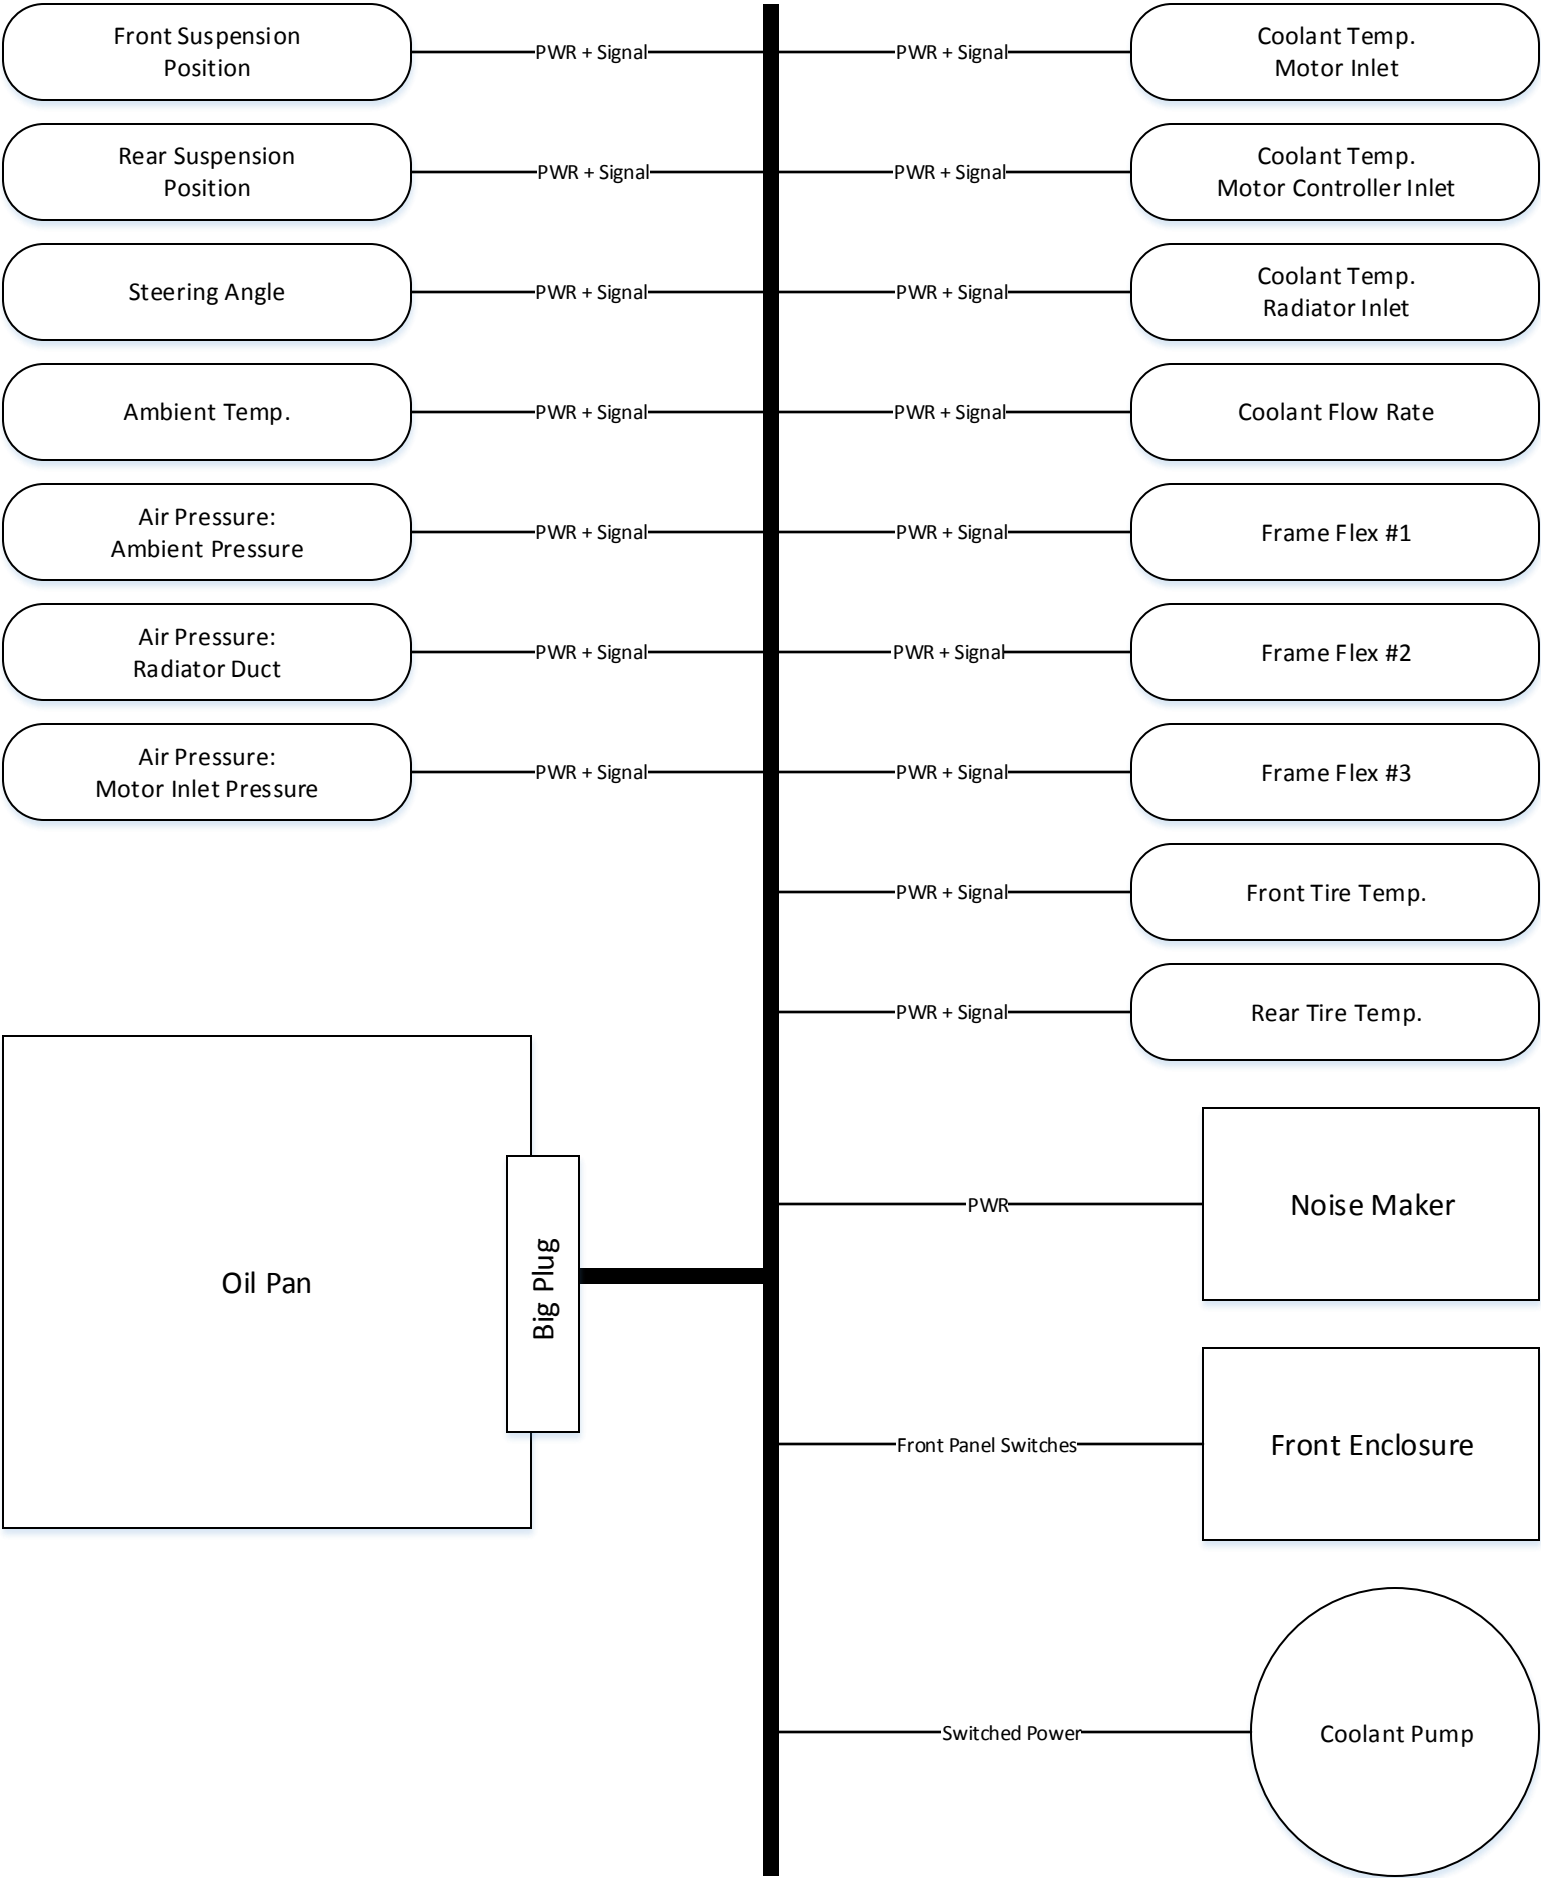 Front Suspension
Position
PWR + Signal
PWR + Signal
Coolant Temp.
Motor Inlet
Rear Suspension
Position
PWR + Signal
PWR + Signal
Coolant Temp.
Motor Controller Inlet
Steering Angle
PWR + Signal
PWR + Signal
Coolant Temp.
Radiator Inlet
Ambient Temp.
PWR + Signal
PWR + Signal
Coolant Flow Rate
Air Pressure:
Ambient Pressure
PWR + Signal
PWR + Signal
Frame Flex #1
Air Pressure:
Radiator Duct
PWR + Signal
PWR + Signal
Frame Flex #2
Air Pressure:
Motor Inlet Pressure
PWR + Signal
PWR + Signal
Frame Flex #3
PWR + Signal
Front Tire Temp.
PWR + Signal
Rear Tire Temp.
PWR
Noise Maker
Oil Pan
Big Plug
Front Panel Switches
Front Enclosure
Switched Power
Coolant Pump